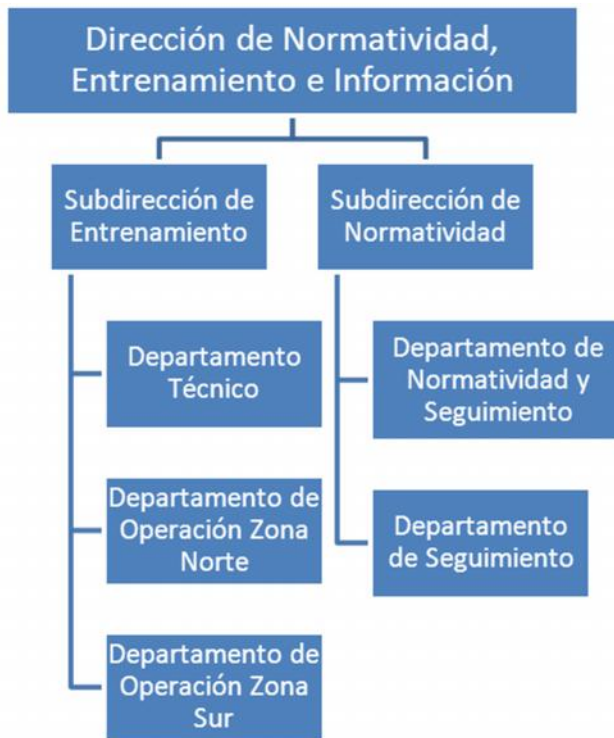 Dirección de Normatividad,
Entrenamiento e Información
Subdirección de
Entrenamiento
Subdirección de
Normatividad
Departamento
Técnico
Departamento de
Operación Zona
Norte
Departamento de
Operación Zona
Sur
Departamento de
Normatividad y
Seguimiento
Departamento
de Seguimiento